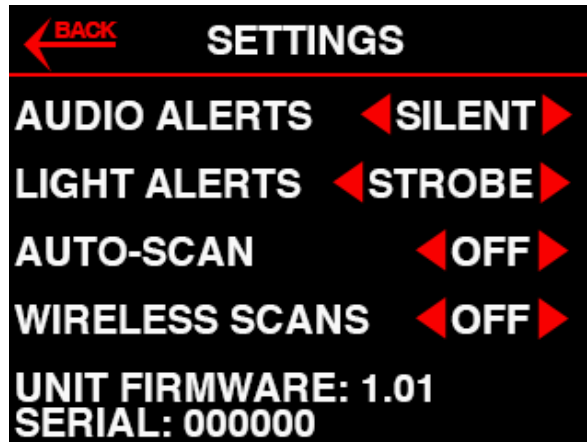 BACK SETTINGS
AUDIO ALERTS SILENT
LIGHT ALERTS STROBE
AUTO-SCAN OFF
WIRELESS SCANS OFF
UNIT FIRMWARE: 1.01
SERIAL: 000000